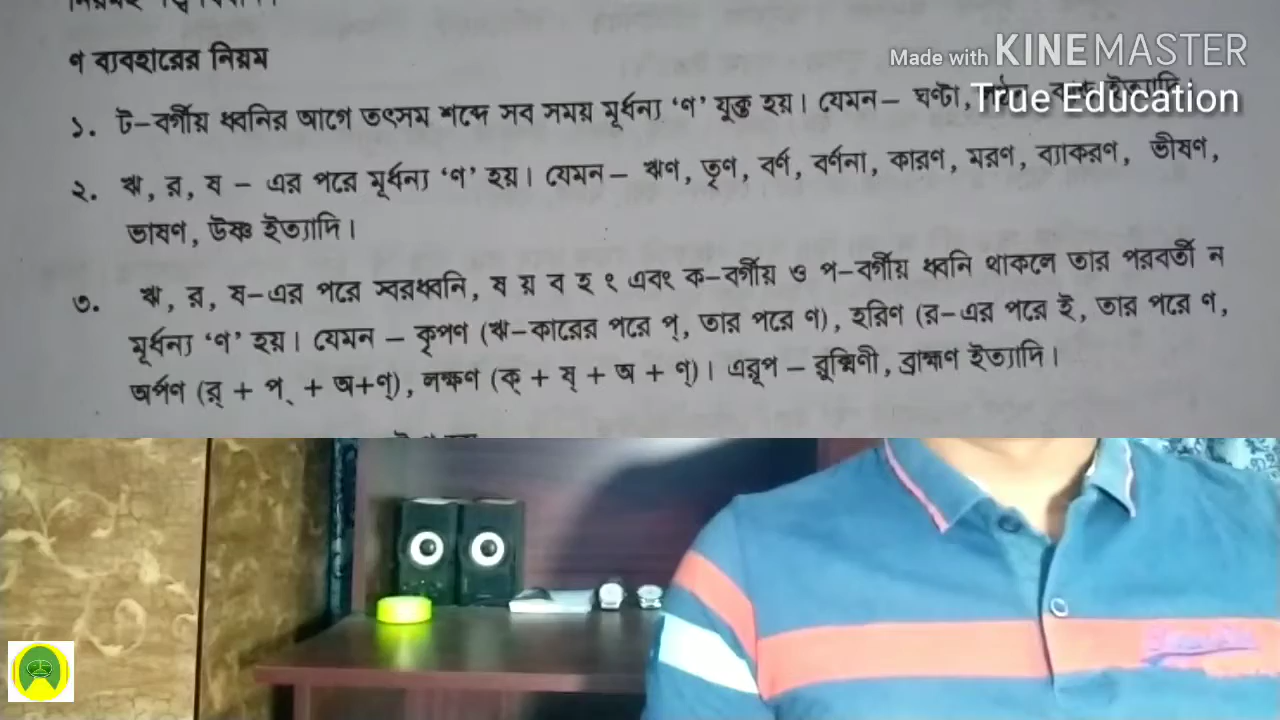 ণ ব্যবহারের নিয়ম
Made with KINEMASTER
True Education
১. ট-বর্গীয় ধ্বনির আগে তৎসম শব্দে সব সময় মূর্ধন্য ‘ণ’ যুক্ত হয়। যেমন – ঘণ্টা, ইত্যাদি।
২. ঋ, র, ষ – এর পরে মূর্ধন্য ‘ণ’ হয়। যেমন – ঋণ, তৃণ, বর্ণ, বর্ণনা, কারণ, মরণ, ব্যাকরণ, ভীষণ,
ভাষণ, উষ্ণ ইত্যাদি।
৩. ঋ, র, ষ-এর পরে স্বরধ্বনি, ষ য় ব হ ং এবং ক-বর্গীয় ও প-বর্গীয় ধ্বনি থাকলে তার পরবর্তী ন
মূর্ধন্য ‘ণ’ হয়। যেমন – কৃপণ (ঋ-কারের পরে প্, তার পরে ণ), হরিণ (র-এর পরে ই, তার পরে ণ,
অর্পণ (র্ + প্ + অ+ণ্), লক্ষণ (ক্ + ষ্ + অ + ণ্)। এরূপ – রুক্মিণী, ব্রাহ্মণ ইত্যাদি।